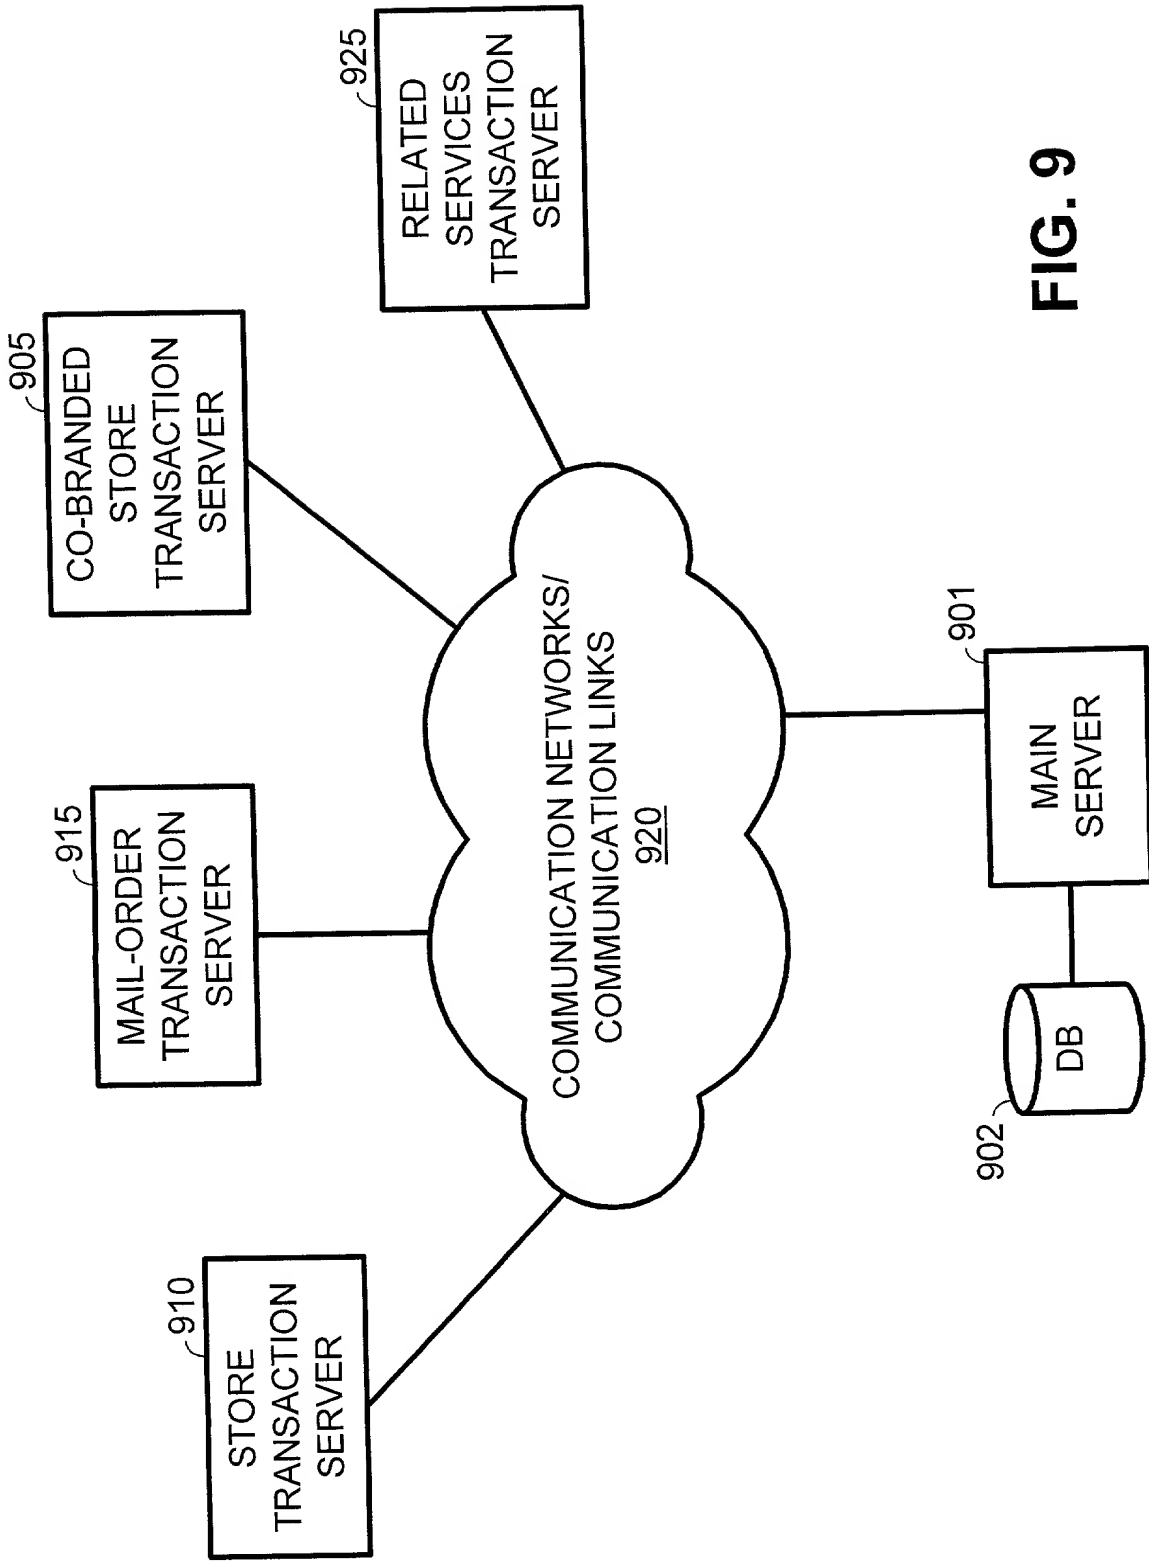 905
CO-BRANDED
STORE
TRANSACTION
SERVER
915
MAIL-ORDER
TRANSACTION
SERVER
910
STORE
TRANSACTION
SERVER
925
RELATED
SERVICES
TRANSACTION
SERVER
COMMUNICATION NETWORKS/
COMMUNICATION LINKS
920
901
MAIN
SERVER
902
DB
FIG. 9